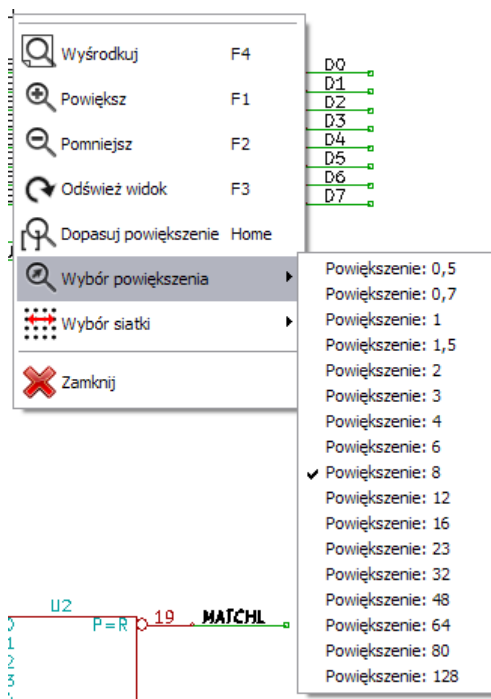 Wyśrodkuj F4
Powiększ F1
Pomniejsz F2
Odśwież widok F3
Dopasuj powiększenie Home
Wybór powiększenia
Wybór siatki
Zamknij
D0
D1
D2
D3
D4
D5
D6
D7
Powiększenie: 0,5
Powiększenie: 0,7
Powiększenie: 1
Powiększenie: 1,5
Powiększenie: 2
Powiększenie: 3
Powiększenie: 4
Powiększenie: 6
Powiększenie: 8
Powiększenie: 12
Powiększenie: 16
Powiększenie: 23
Powiększenie: 32
Powiększenie: 48
Powiększenie: 64
Powiększenie: 80
Powiększenie: 128
U2
P=R 19 MATCHL
1
2
3